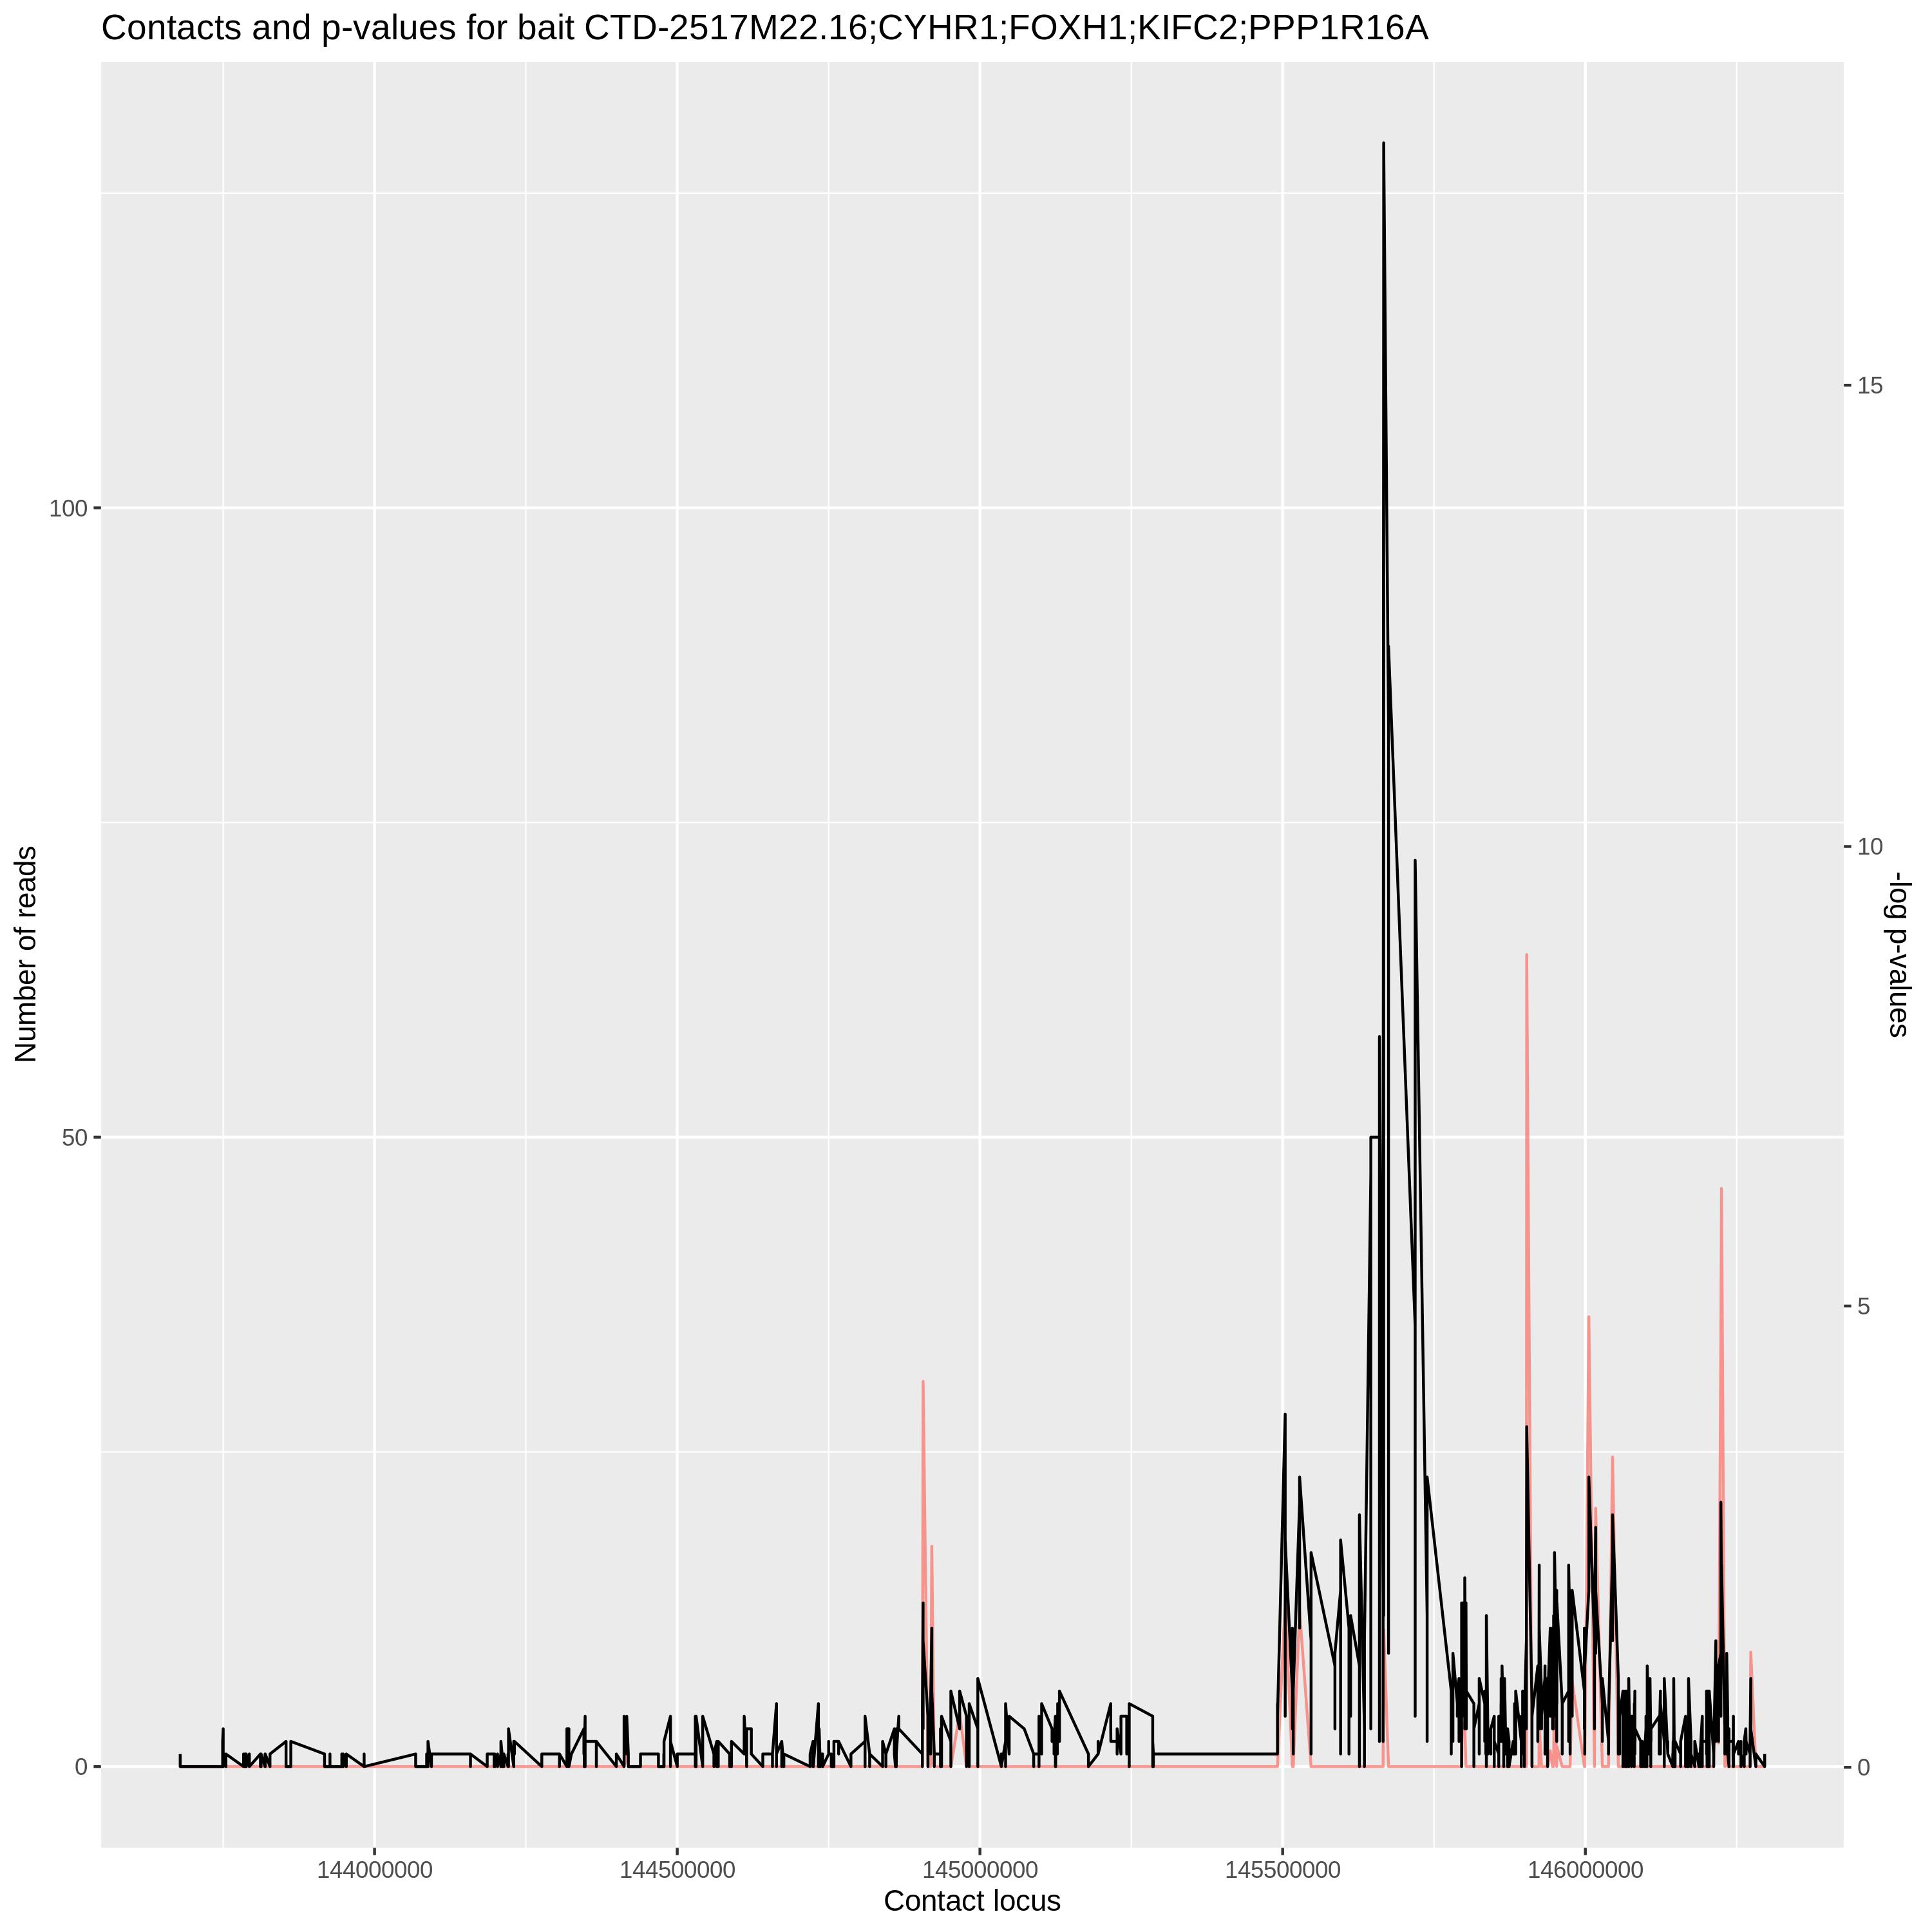 Contacts and p-values for bait CTD-2517M22.16;CYHR1;FOXH1;KIFC2;PPP1R16A
100
50
0
Number of reads
15
10
5
0
-log p-values
144000000 144500000 145000000 145500000 146000000
Contact locus